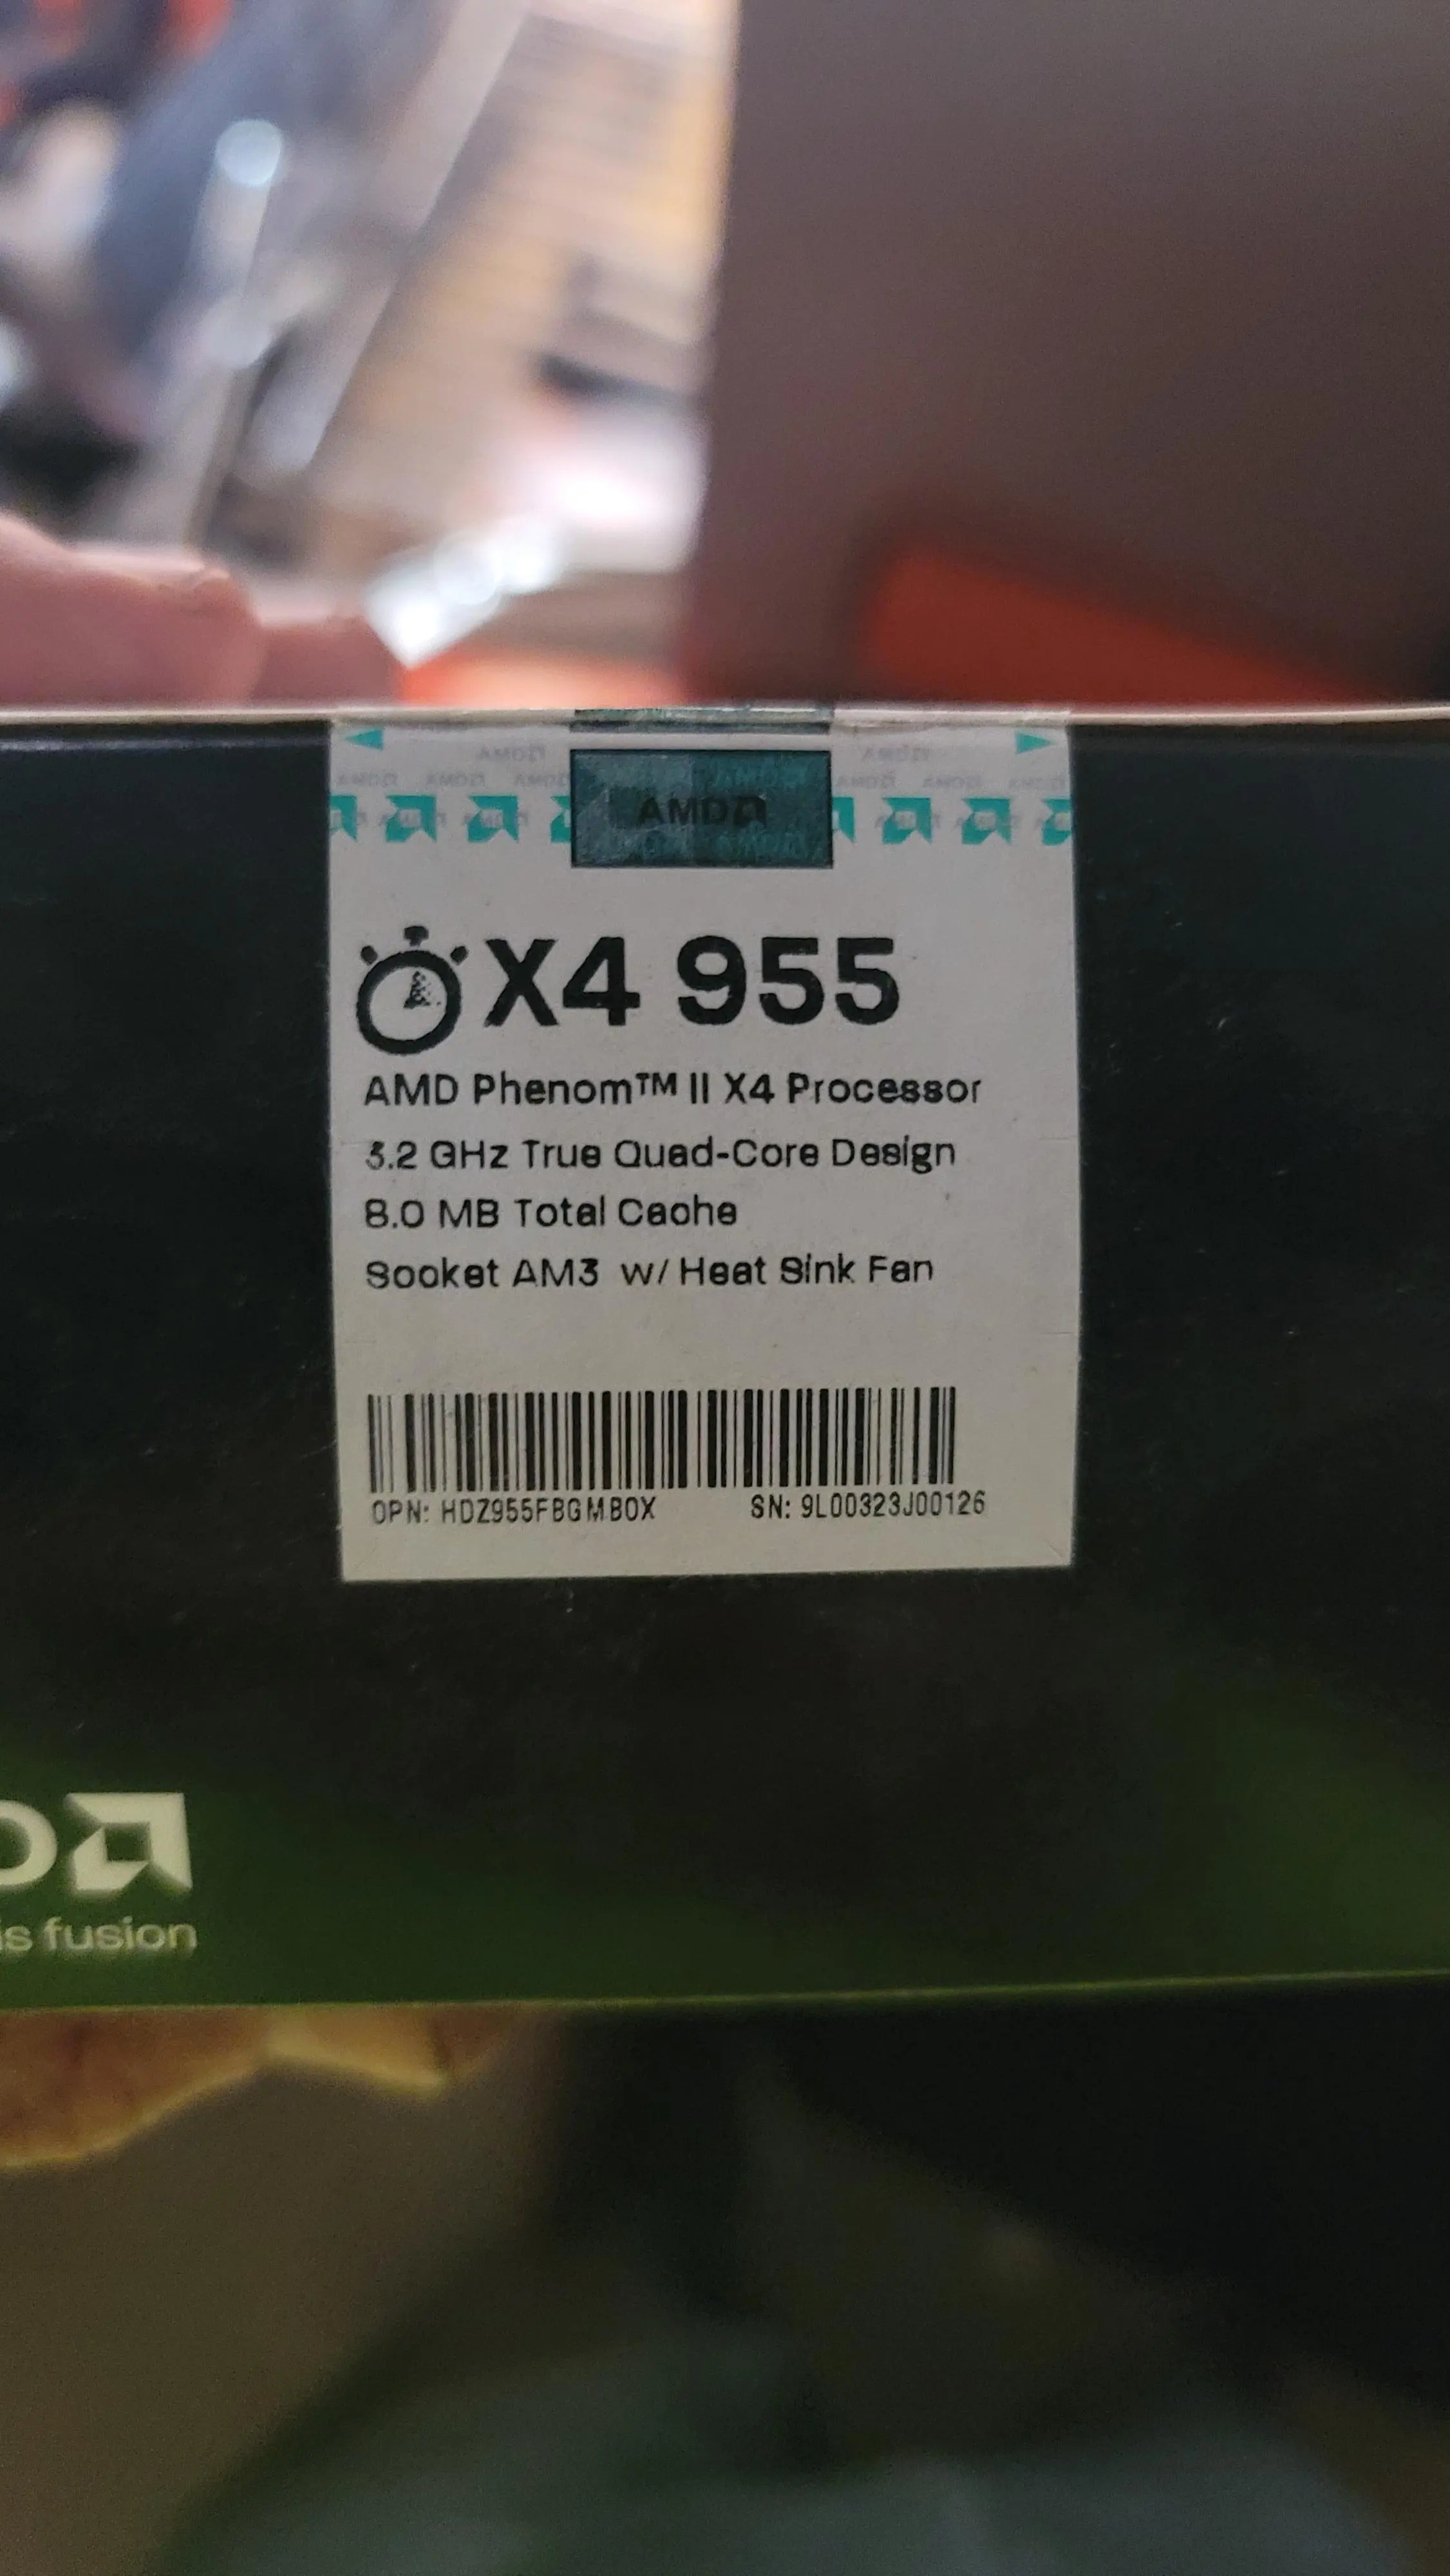 AMD
X4 955
AMD Phenom™ II X4 Processor
3.2 GHz True Quad-Core Design
8.0 MB Total Cache
Socket AM3 w/ Heat Sink Fan
OPN: HDZ955FBGMBOX SN: 9L00323J00126
is fusion